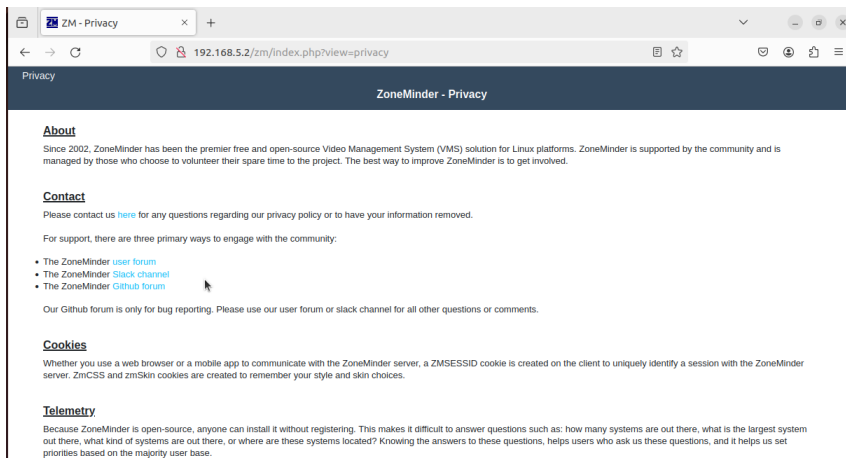 ZM
ZM - Privacy
192.168.5.2/zm/index.php?view=privacy
Privacy
ZoneMinder - Privacy
About
Since 2002, ZoneMinder has been the premier free and open-source Video Management System (VMS) solution for Linux platforms. ZoneMinder is supported by the community and is
managed by those who choose to volunteer their spare time to the project. The best way to improve ZoneMinder is to get involved.
Contact
Please contact us here for any questions regarding our privacy policy or to have your information removed.
For support, there are three primary ways to engage with the community:
• The ZoneMinder user forum
• The ZoneMinder Slack channel
• The ZoneMinder Github forum
Our Github forum is only for bug reporting. Please use our user forum or slack channel for all other questions or comments.
Cookies
Whether you use a web browser or a mobile app to communicate with the ZoneMinder server, a ZMSESSID cookie is created on the client to uniquely identify a session with the ZoneMinder
server. ZmCSS and zmSkin cookies are created to remember your style and skin choices.
Telemetry
Because ZoneMinder is open-source, anyone can install it without registering. This makes it difficult to answer questions such as: how many systems are out there, what is the largest system
out there, what kind of systems are out there, or where are these systems located? Knowing the answers to these questions, helps users who ask us these questions, and it helps us set
priorities based on the majority user base.